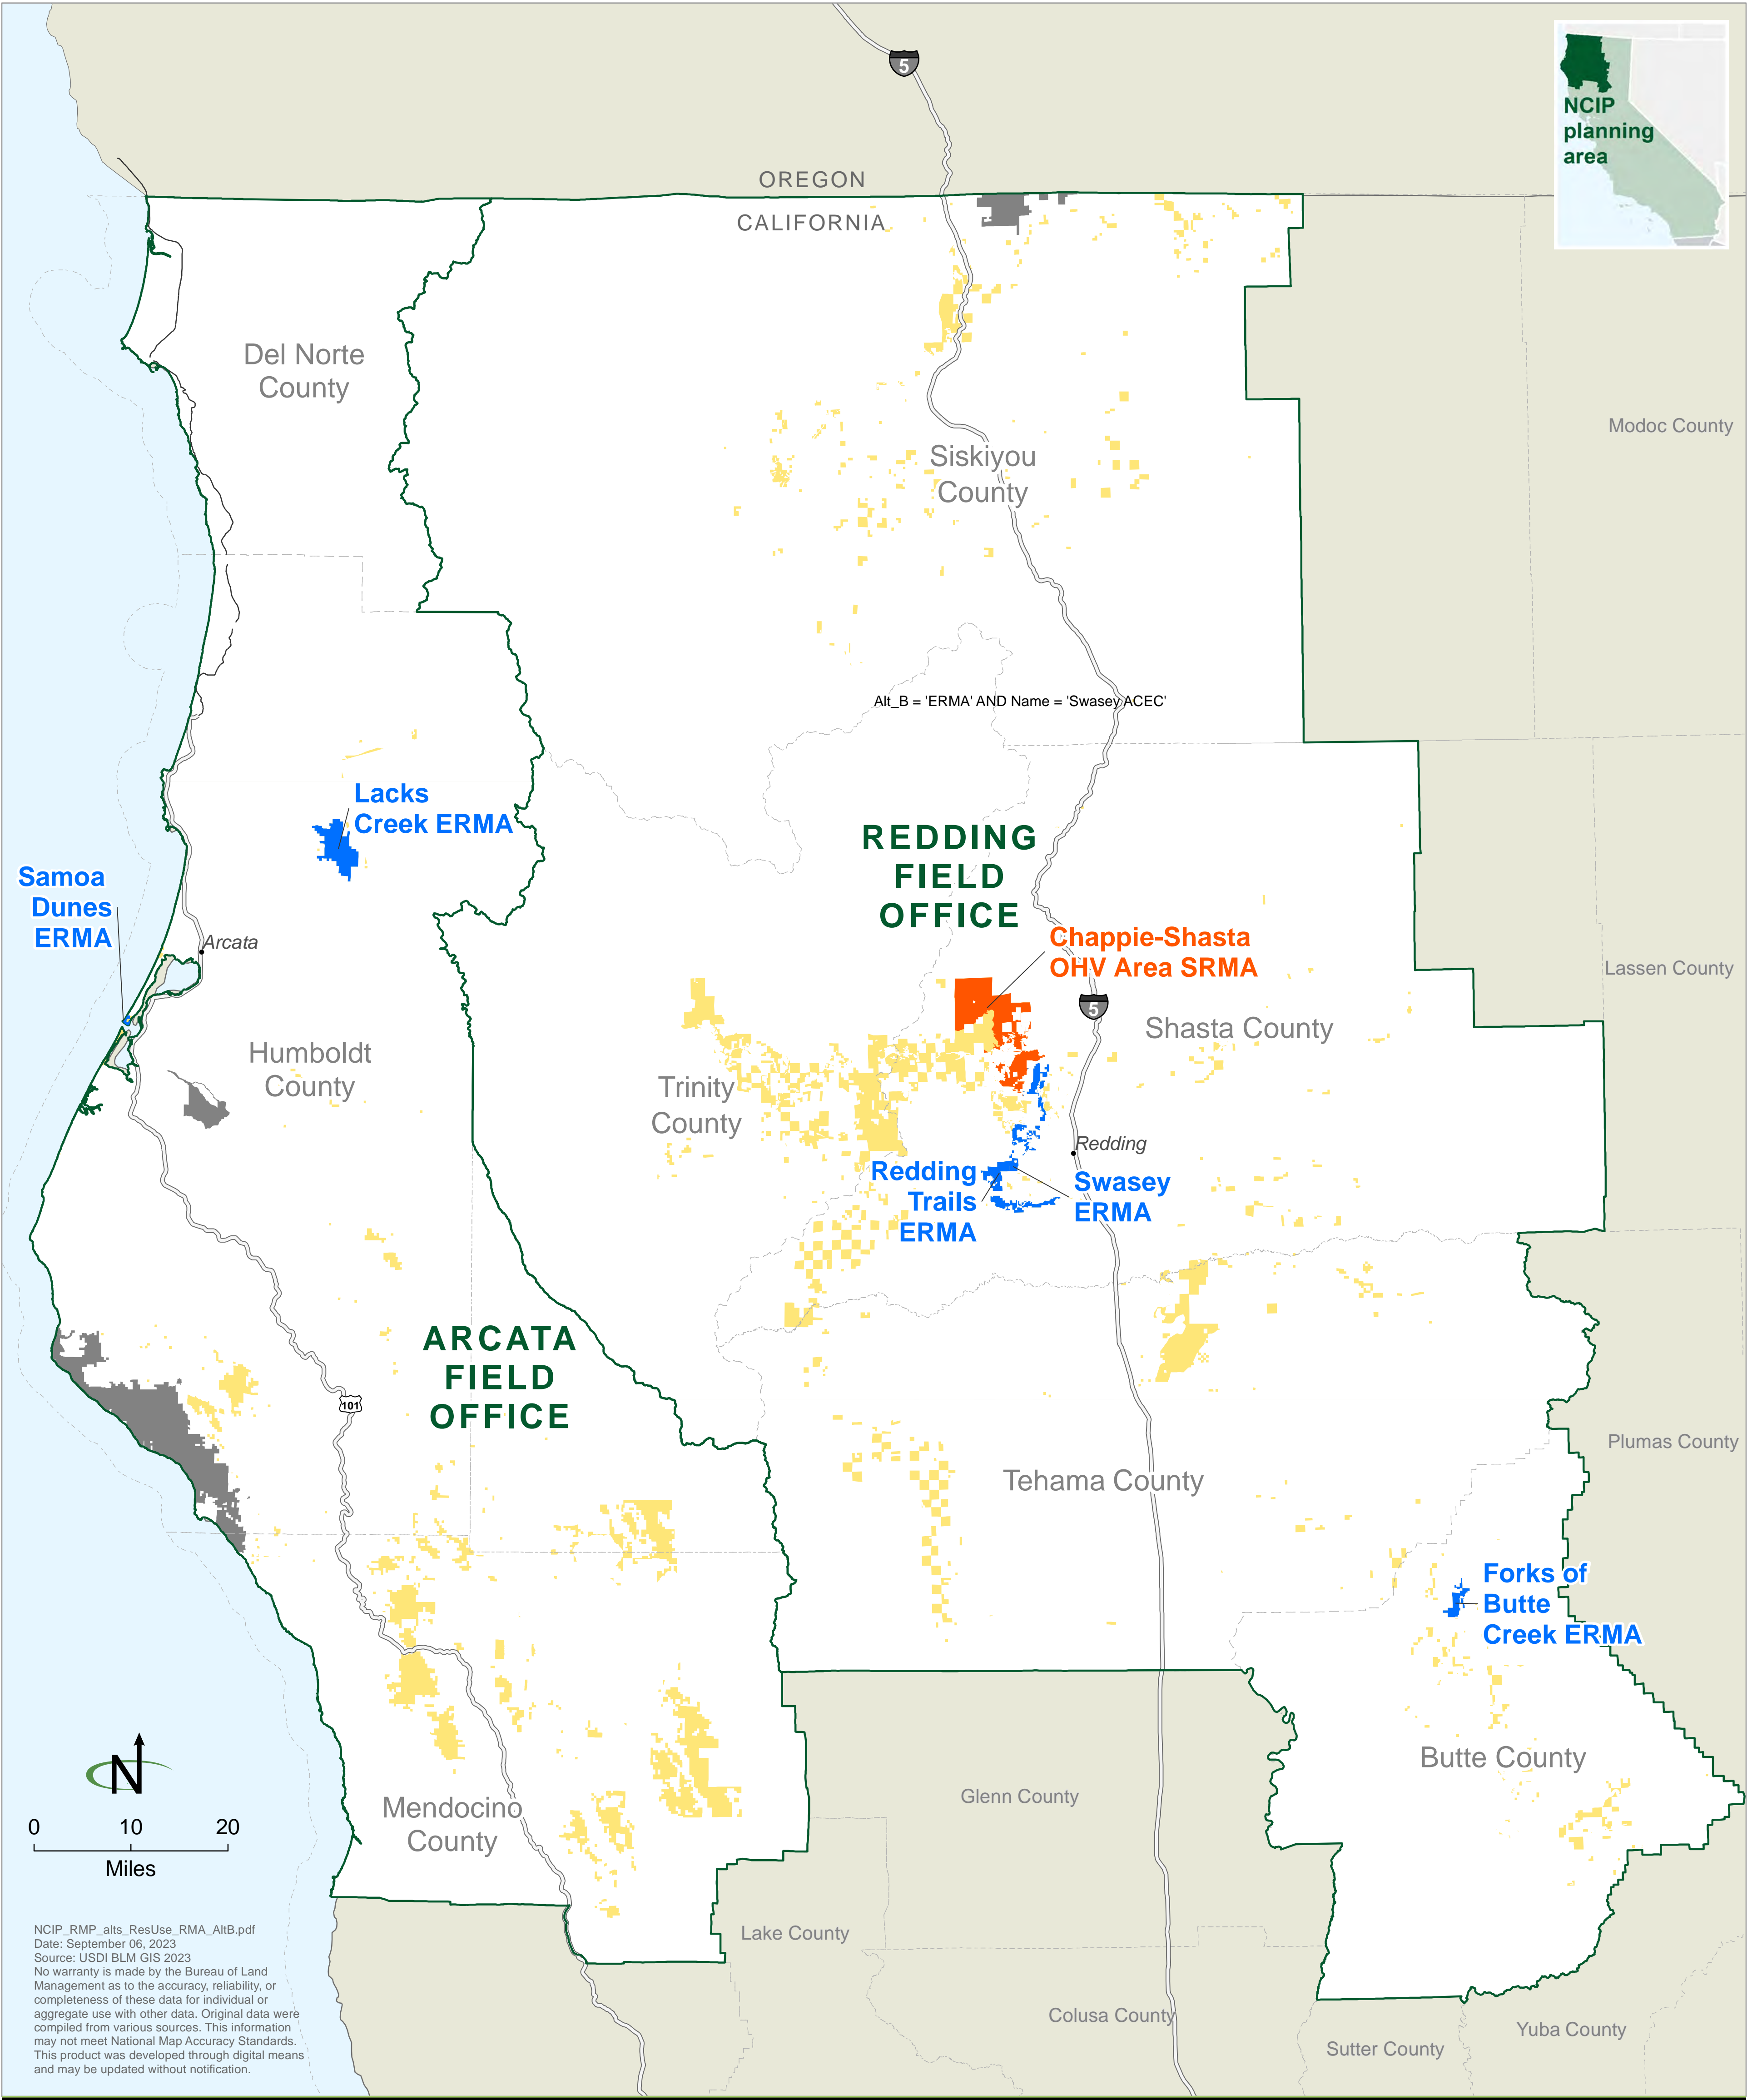 5
NCIP
planning
area
OREGON
CALIFORNIA
Del Norte
County
Modoc County
Siskiyou
County
Alt_B = 'ERMA' AND Name = 'Swasey ACEC'
Lacks
Creek ERMA
REDDING
FIELD
OFFICE
Samoa
Dunes
ERMA
Arcata
Chappie-Shasta
OHV Area SRMA
Lassen County
5
Shasta County
Humboldt
County
Trinity
County
Redding
Redding
Trails
ERMA
Swasey
ERMA
ARCATA
FIELD
OFFICE
101
Plumas County
Tehama County
Forks of
Butte
Creek ERMA
N
Butte County
Glenn County
Mendocino
County
0 10 20
Miles
Lake County
NCIP_RMP_alts_ResUse_RMA_AltB.pdf
Date: September 06, 2023
Source: USDI BLM GIS 2023
No warranty is made by the Bureau of Land
Management as to the accuracy, reliability, or
completeness of these data for individual or
aggregate use with other data. Original data were
compiled from various sources. This information
may not meet National Map Accuracy Standards.
This product was developed through digital means
and may be updated without notification.
Colusa County
Sutter County
Yuba County